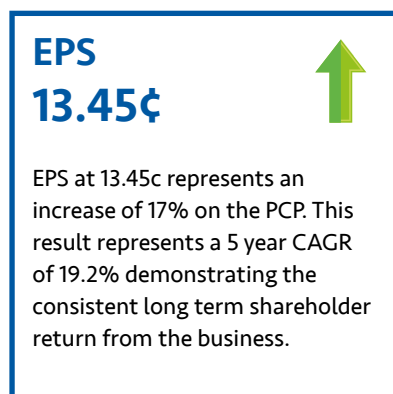 EPS
13.45¢
EPS at 13.45c represents an
increase of 17% on the PCP. This
result represents a 5 year CAGR
of 19.2% demonstrating the
consistent long term shareholder
return from the business.